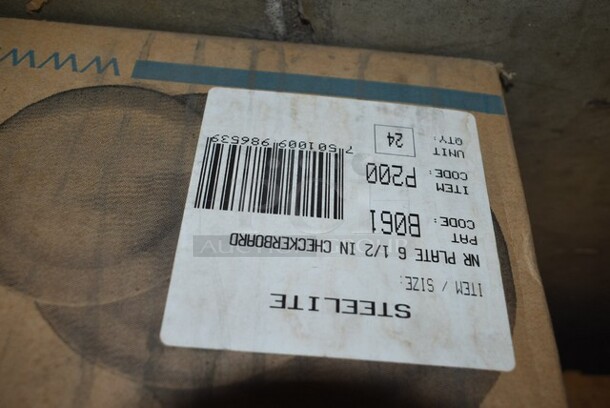 STEELITE
ITEM / SIZE:
NR PLATE 6 1/2 IN CHECKERBOARD
PAT CODE: B061
ITEM CODE: P200
UNIT QTY: 24
7 501009 986539
www